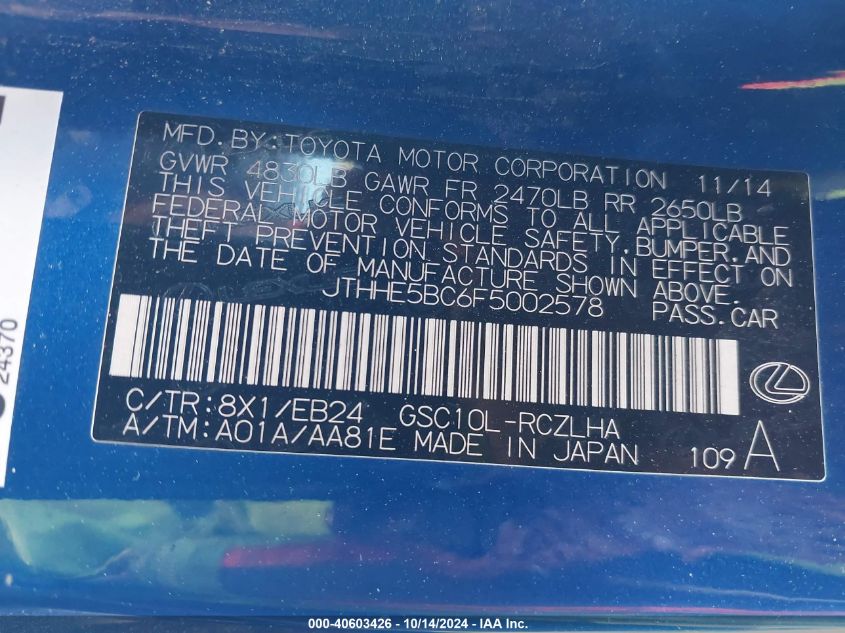 MFD. BY: TOYOTA MOTOR CORPORATION 11/14
GVWR 4830LB GAWR FR 2470LB RR 2650LB
THIS VEHICLE CONFORMS TO ALL APPLICABLE
FEDERAL MOTOR VEHICLE SAFETY, BUMPER, AND
THEFT PREVENTION STANDARDS IN EFFECT ON
THE DATE OF MANUFACTURE SHOWN ABOVE.
JTHHE5BC6F5002578 PASS. CAR
C/TR: 8X1/EB24 GSC10L-RCZLHA
A/TM: A01A/AA81E MADE IN JAPAN 109 A
24370
000-40603426 - 10/14/2024 - IAA Inc.